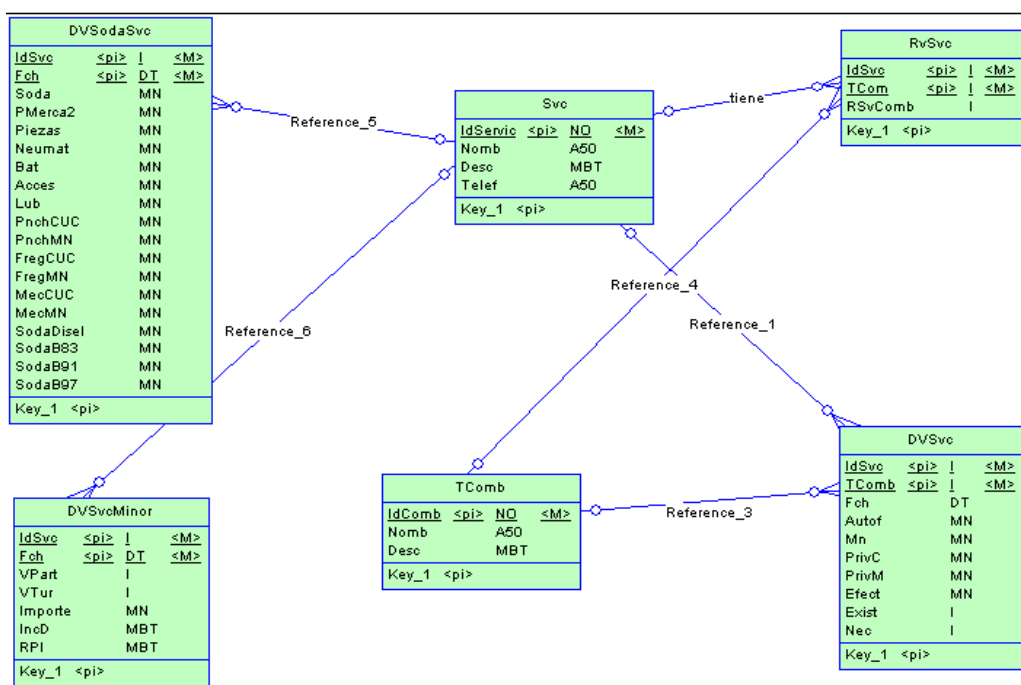 DVSodaSvc
IdSvc <pi> I <M>
Fch <pi> DT <M>
Soda MN
PMerca2 MN
Piezas MN
Neumat MN
Bat MN
Acces MN
Lub MN
PnchCUC MN
PnchMN MN
FregCUC MN
FregMN MN
MecCUC MN
MecMN MN
SodaDisel MN
SodaB83 MN
SodaB91 MN
SodaB97 MN
Key_1 <pi>
Reference_5
Svc
IdServic <pi> NO <M>
Nomb A50
Desc MBT
Telef A50
Key_1 <pi>
tiene
RvSvc
IdSvc <pi> I <M>
TCom <pi> I <M>
RSvComb I
Key_1 <pi>
Reference_4
Reference_1
Reference_6
DVSvcMinor
IdSvc <pi> I <M>
Fch <pi> DT <M>
VPart I
VTur I
Importe MN
IncD MBT
RPI MBT
Key_1 <pi>
TComb
IdComb <pi> NO <M>
Nomb A50
Desc MBT
Key_1 <pi>
Reference_3
DVSvc
IdSvc <pi> I <M>
TComb <pi> I <M>
Fch DT
Autof MN
Mn MN
PrivC MN
PrivM MN
Efect MN
Exist I
Nec I
Key_1 <pi>